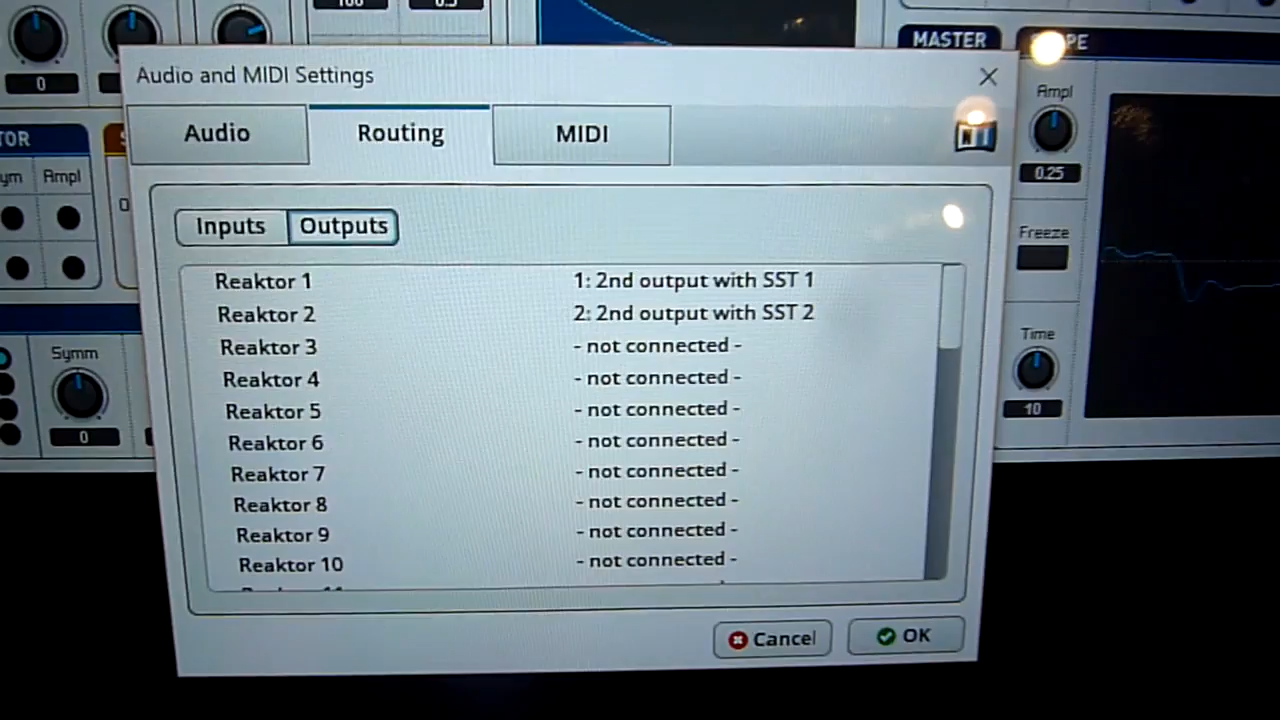 100
0.5
MASTER
0
Audio and MIDI Settings
Ampl
Audio
Routing
MIDI
0.25
Ampl
Inputs
Outputs
Freeze
Reaktor 1
1: 2nd output with SST 1
Reaktor 2
2: 2nd output with SST 2
Time
Reaktor 3
- not connected -
Symm
Reaktor 4
- not connected -
10
Reaktor 5
- not connected -
0
Reaktor 6
- not connected -
Reaktor 7
- not connected -
Reaktor 8
- not connected -
Reaktor 9
- not connected -
Reaktor 10
- not connected -
Cancel
OK